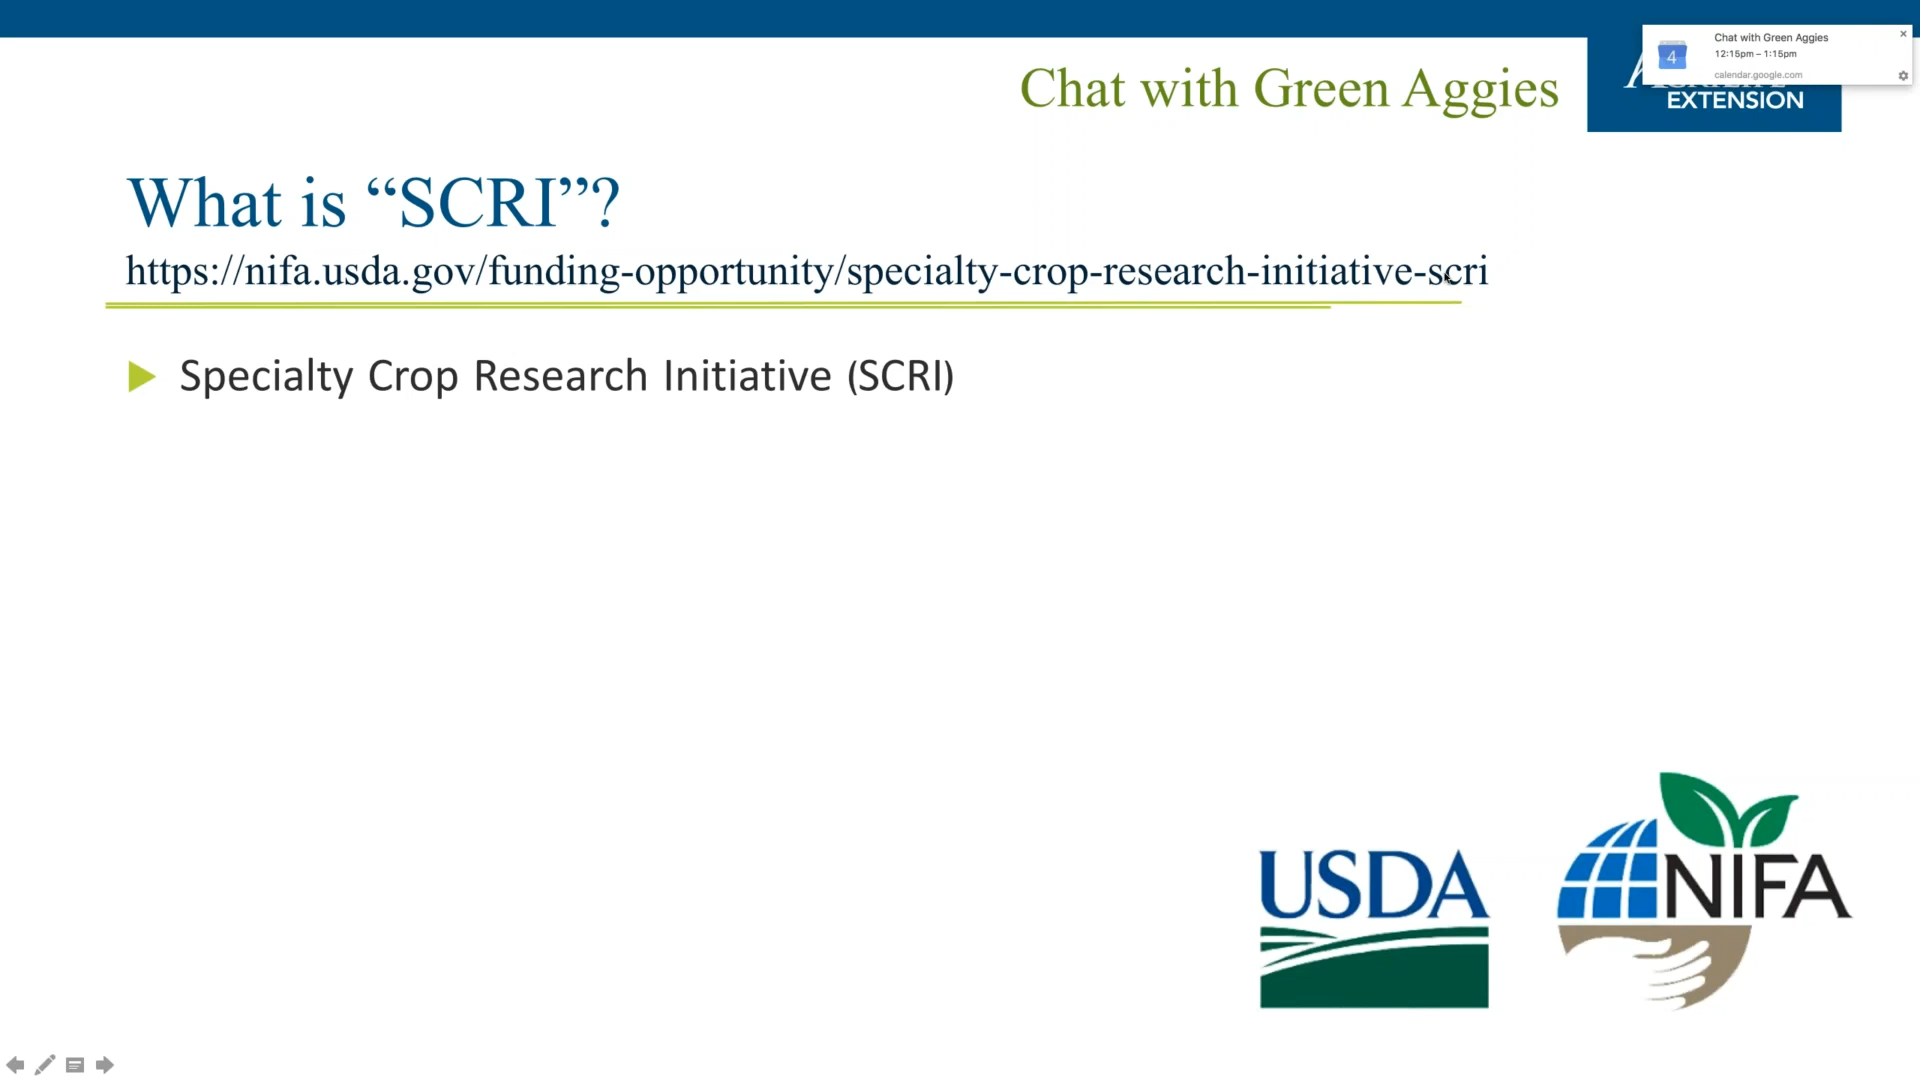 Chat with Green Aggies
12:15pm – 1:15pm
calendar.google.com
4
Chat with Green Aggies
EXTENSION
What is “SCRI”?
https://nifa.usda.gov/funding-opportunity/specialty-crop-research-initiative-scri
Specialty Crop Research Initiative (SCRI)
USDA
NIFA